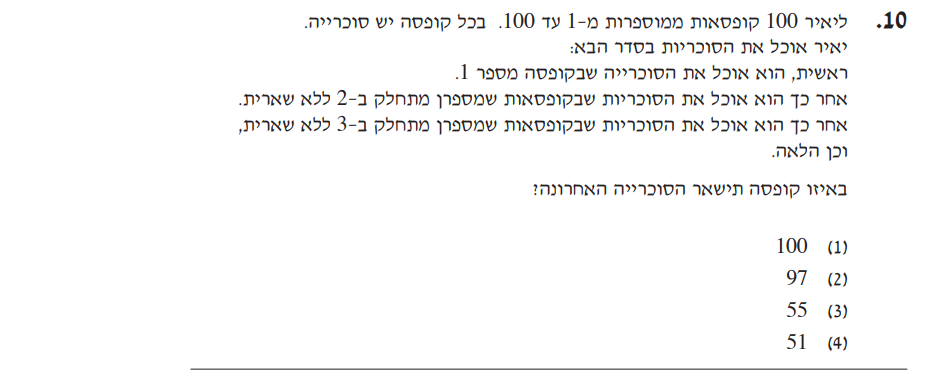 10. ליאיר 100 קופסאות ממוספרות מ-1 עד 100. בכל קופסה יש סוכרייה.
יאיר אוכל את הסוכריות בסדר הבא:
ראשית, הוא אוכל את הסוכרייה שבקופסה מספר 1.
אחר כך הוא אוכל את הסוכריות שבקופסאות שמספרן מתחלק ב-2 ללא שארית.
אחר כך הוא אוכל את הסוכריות שבקופסאות שמספרן מתחלק ב-3 ללא שארית,
וכן הלאה.
באיזו קופסה תישאר הסוכרייה האחרונה?
(1) 100
(2) 97
(3) 55
(4) 51